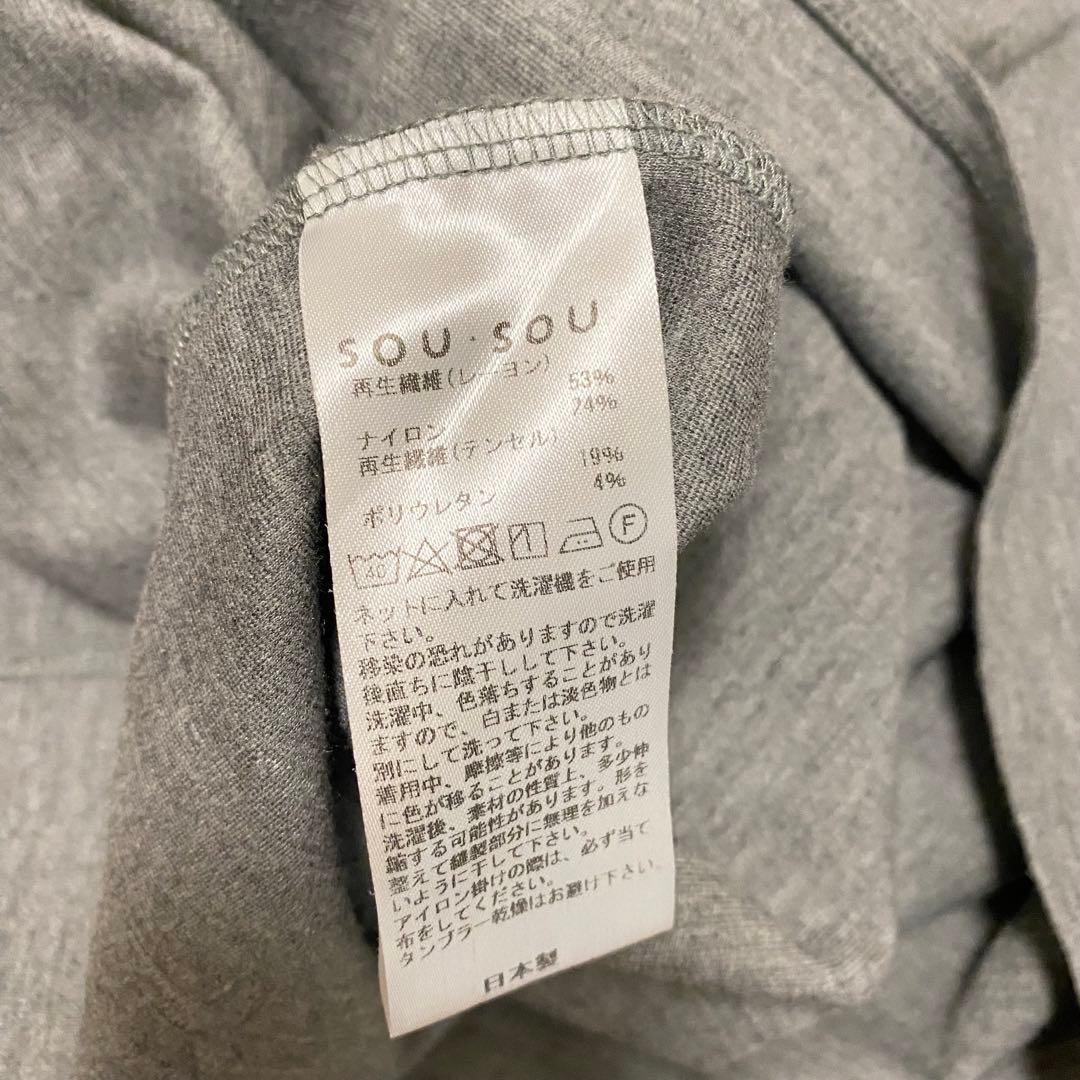 SOU・SOU
再生繊維(レーヨン) 53%
ナイロン 24%
再生繊維(テンセル) 19%
ポリウレタン 4%
40 F
ネットに入れて洗濯機をご使用
下さい。
移染の恐れがありますので洗濯
後直ちに陰干しして下さい。
洗濯中、色落ちすることがあり
ますので、白または淡色物とは
別にして洗って下さい。
着用中、摩擦等により他のもの
に色が移ることがあります。
洗濯後、素材の性質上、多少伸
縮する可能性があります。形を
整えて縫製部分に無理を加えな
いように干して下さい。
アイロン掛けの際は、必ず当て
布をしてください。
タンブラー乾燥はお避け下さい。
日本製